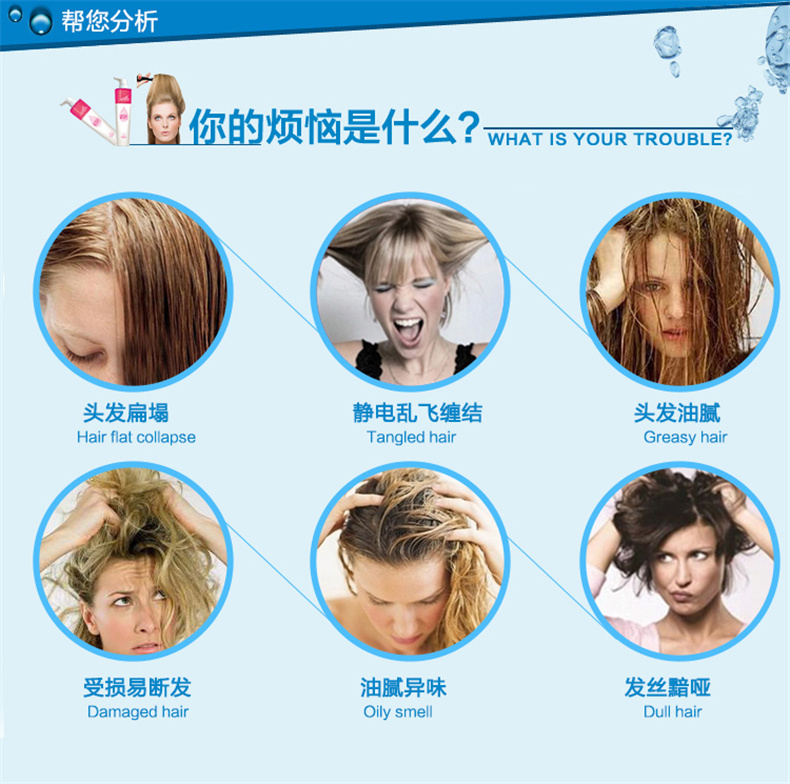 帮您分析
你的烦恼是什么?
WHAT IS YOUR TROUBLE?
头发扁塌
Hair flat collapse
静电乱飞缠结
Tangled hair
头发油腻
Greasy hair
受损易断发
Damaged hair
油腻异味
Oily smell
发丝黯哑
Dull hair